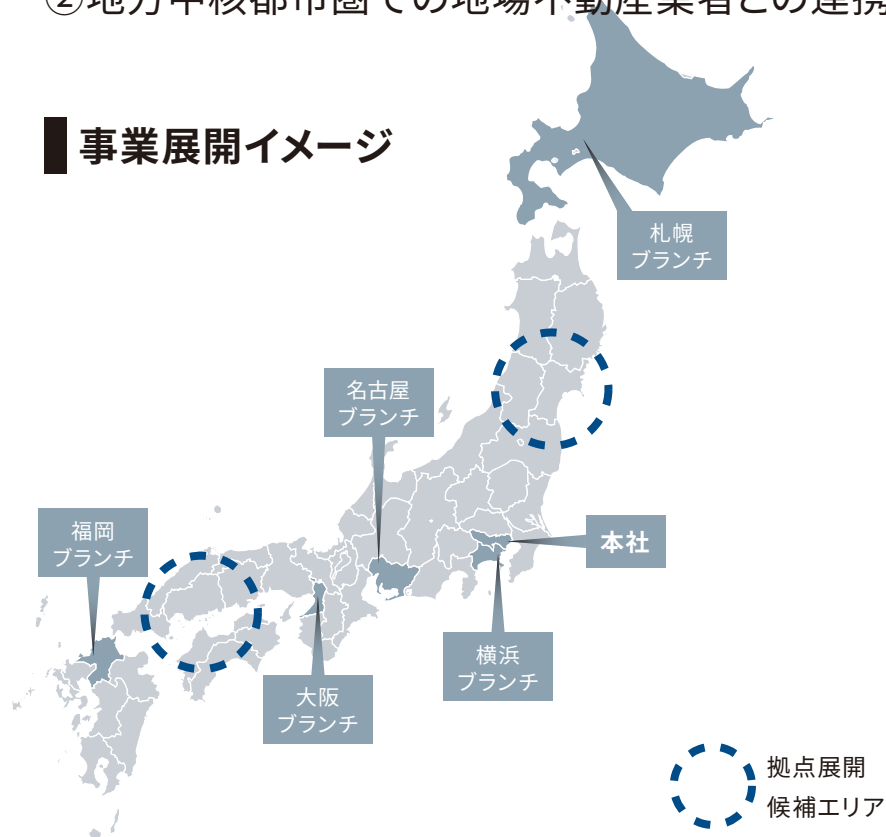 ②地方中核都市圏での地場不動産業者との連携
事業展開イメージ
札幌
ブランチ
名古屋
ブランチ
福岡
ブランチ
本社
横浜
ブランチ
大阪
ブランチ
拠点展開
候補エリア